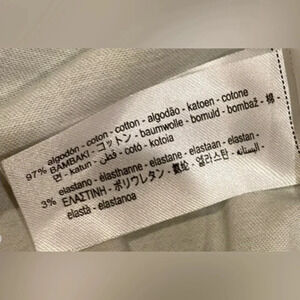 algodón - coton - cotton - algodão - katoen - cotone
97% ΒΑΜΒΑΚΙ - コットン - baumwolle - bomuld - bombaž - 棉 -
면 - katun - قطن - cotó - kotoia
elastano - élasthanne - elastane - elastaan - elastan -
3% ΕΛΑΣΤΙΝΗ - ポリウレタン - 氨纶 - 엘라스탄 - الستان -
elastà - elastanoa